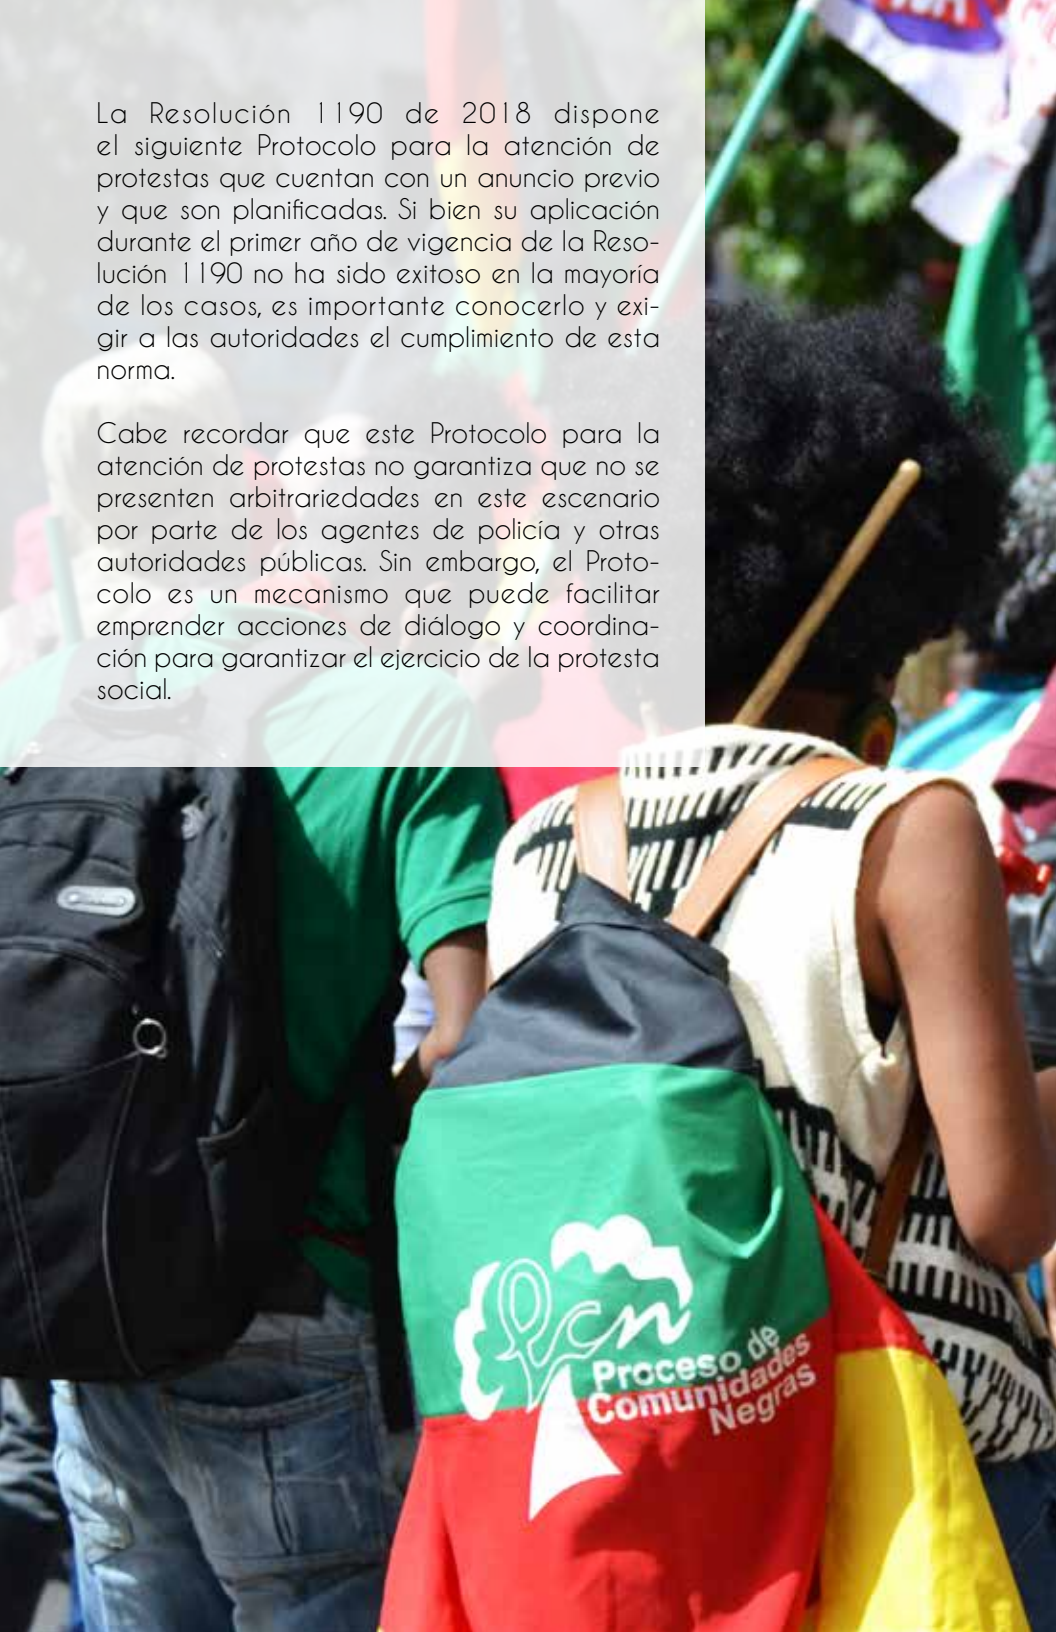 La Resolución 1190 de 2018 dispone
el siguiente Protocolo para la atención de
protestas que cuentan con un anuncio previo
y que son planificadas. Si bien su aplicación
durante el primer año de vigencia de la Reso-
lución 1190 no ha sido exitoso en la mayoría
de los casos, es importante conocerlo y exi-
gir a las autoridades el cumplimiento de esta
norma.
Cabe recordar que este Protocolo para la
atención de protestas no garantiza que no se
presenten arbitrariedades en este escenario
por parte de los agentes de policía y otras
autoridades públicas. Sin embargo, el Proto-
colo es un mecanismo que puede facilitar
emprender acciones de diálogo y coordina-
ción para garantizar el ejercicio de la protesta
social.
Pcn
Proceso de
Comunidades
Negras